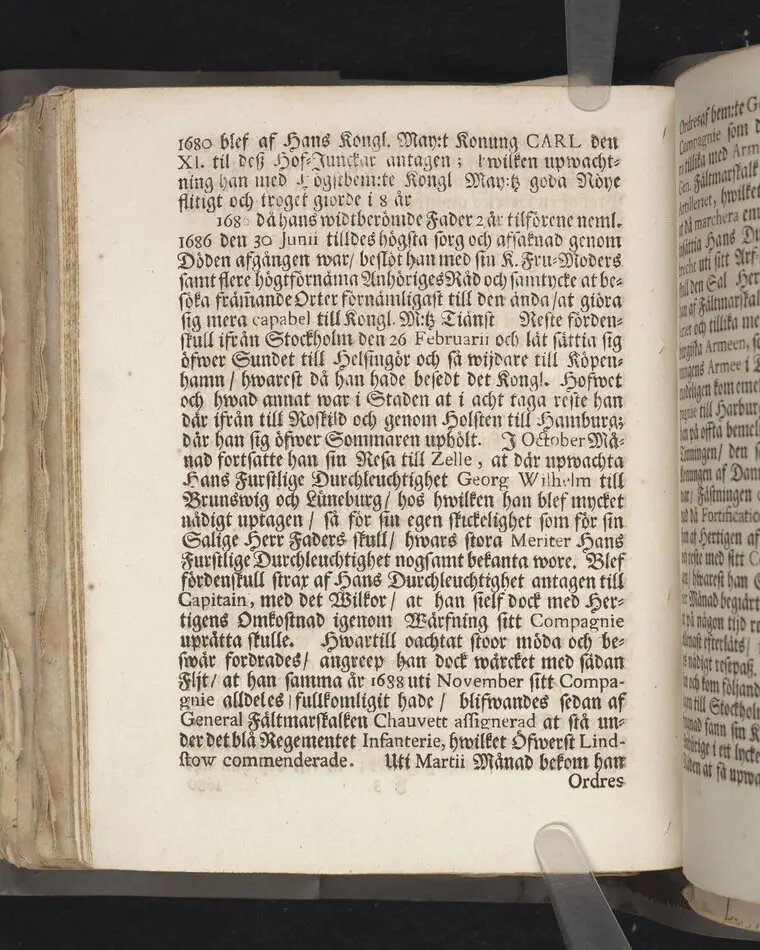 1680 blef af Hans Kongl. May:t Konung CARL den
XI. til deß Hof-Junckar antagen; hwilken upwacht-
ning han med Högstbem:te Kongl May:tz goda Nöye
flitigt och troget giorde i 8 år
168 då hans widtberömde Fader 2 år tilförene neml.
1686 den 30 Junii tilldes högsta sorg och afsaknad genom
Döden afgången war/ beslöt han med sin K. Fru-Moders
samt flere högtförnäma Anhöriges Råd och samtycke at be-
söka främande Orter förnämligast till den ända/at giöra
sig mera capabel till Kongl. M:tz Tiänst Reste förden-
skull ifrån Stockholm den 26 Februarii och lät sättia sig
öfwer Sundet till Helsingör och så wijdare till Köpen-
hamn/ hwarest då han hade besedt det Kongl. Hofwet
och hwad annat war i Staden at i acht taga reste han
där ifrån till Roskild och genom Holsten till Hamburg;
där han sig öfwer Sommaren uphölt. J October Må-
nad fortsatte han sin Resa till Zelle, at där upwachta
Hans Furstlige Durchleuchtighet Georg Wilhelm till
Brunswig och Lüneburg/ hos hwilken han blef mycket
nådigt uptagen/ så för sin egen skickelighet som för sin
Salige Herr Faders skull/ hwars stora Meriter Hans
Furstlige Durchleuchtighet nogsamt bekanta wore. Blef
fördenskull strax af Hans Durchleuchtighet antagen till
Capitain, med det Wilkor/ at han sielf dock med Her-
tigens Omkostnad igenom Wärfning sitt Compagnie
uprätta skulle. Hwartill oachtat stoor möda och be-
swär fordrades/ angreep han dock wärcket med sådan
Fljt/ at han samma år 1688 uti November sitt Compa-
gnie alldeles fullkomligit hade/ blifwandes sedan af
General Fältmarskalken Chauvett assignerad at stå un-
der det blå Regementet Infanterie, hwilket Öfwerst Lind-
stow commenderade. Uti Martii Månad bekom han
Ordres